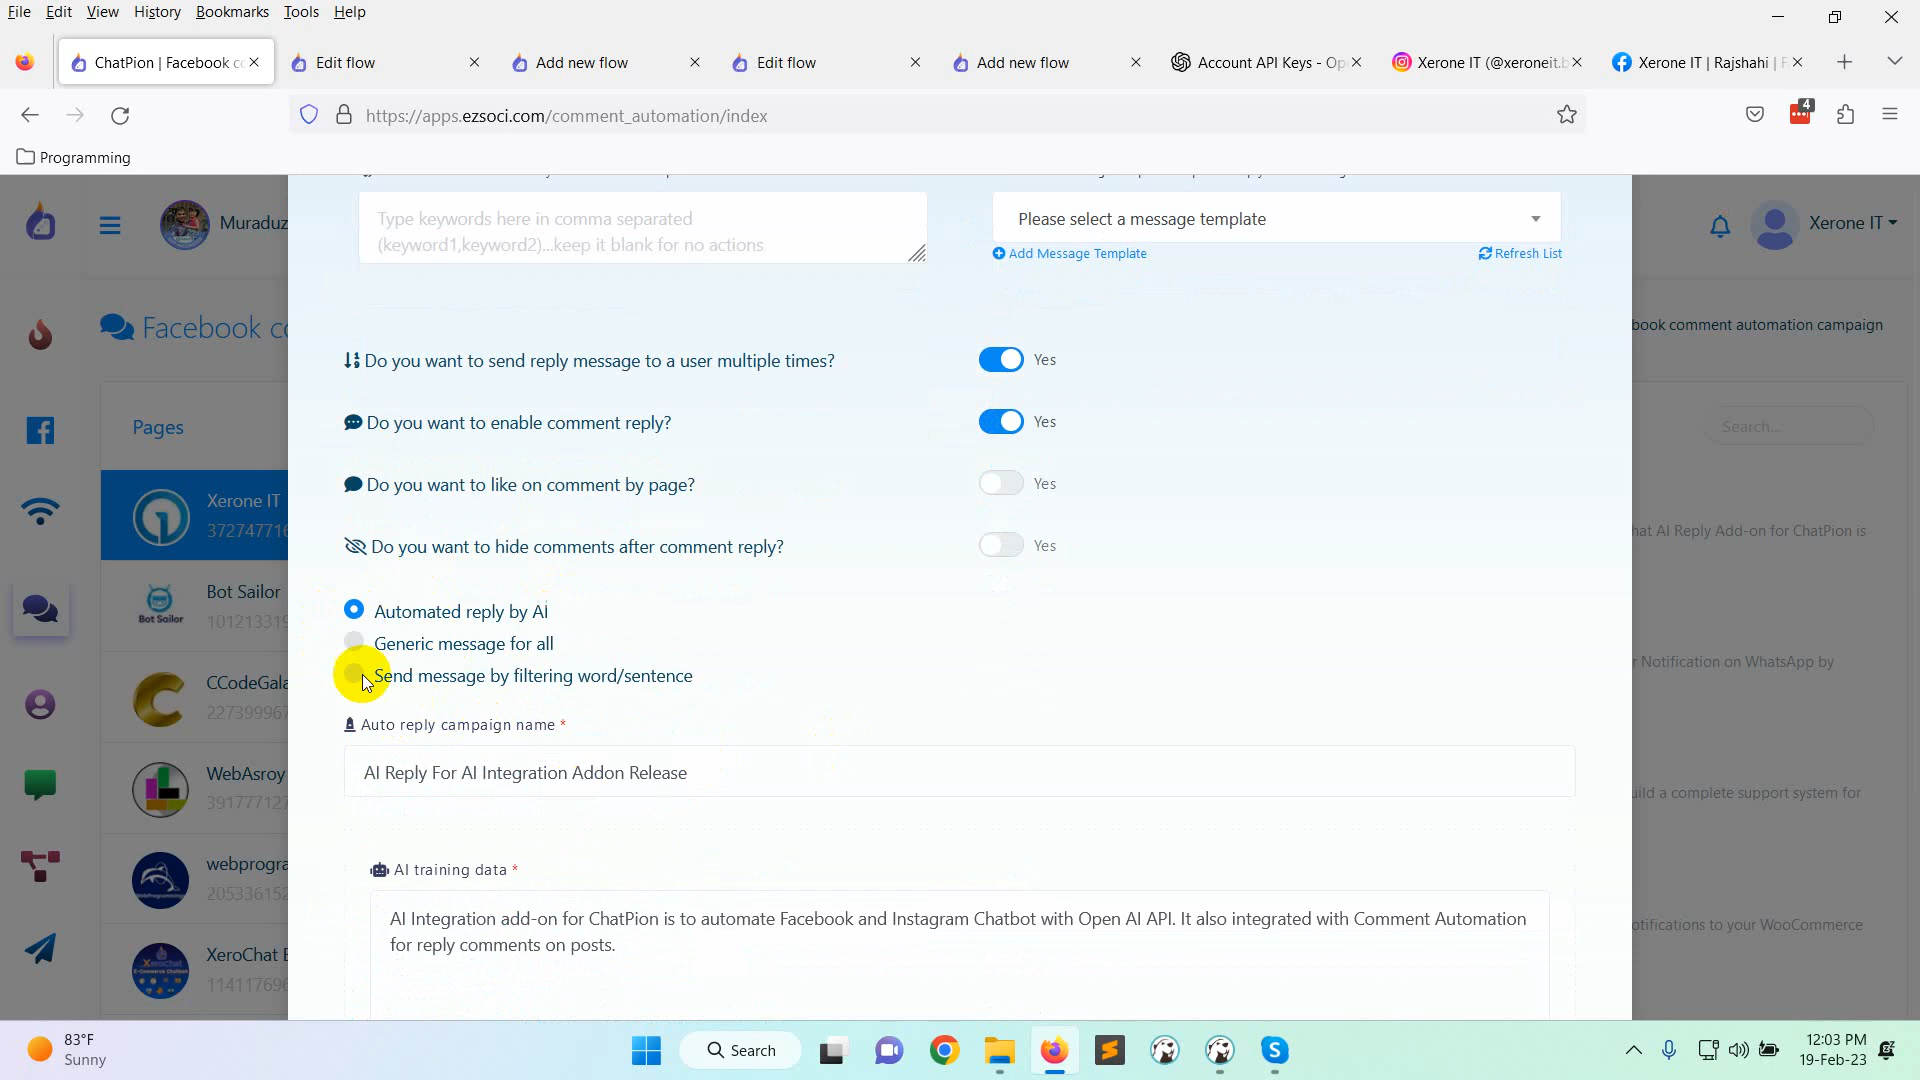 File Edit View History Bookmarks Tools Help
ChatPion | Facebook c
Edit flow
Add new flow
Edit flow
Add new flow
Account API Keys - Op
Xerone IT (@xeroneit.b
Xerone IT | Rajshahi |
https://apps.ezsoci.com/comment_automation/index
4
Programming
Muraduz
Xerone IT
Type keywords here in comma separated
(keyword1,keyword2)...keep it blank for no actions
Please select a message template
Add Message Template
Refresh List
Facebook co
book comment automation campaign
Do you want to send reply message to a user multiple times?
Yes
Do you want to enable comment reply?
Yes
Do you want to like on comment by page?
Yes
Do you want to hide comments after comment reply?
Yes
Automated reply by AI
Generic message for all
Send message by filtering word/sentence
Auto reply campaign name *
AI Reply For AI Integration Addon Release
AI training data *
AI Integration add-on for ChatPion is to automate Facebook and Instagram Chatbot with Open AI API. It also integrated with Comment Automation
for reply comments on posts.
Pages
Search...
Xerone IT
372747716
Bot Sailor
101213319
CCodeGala
227399967
WebAsroy
391777127
webprogra
205336152
XeroChat E
114117696
hat AI Reply Add-on for ChatPion is
r Notification on WhatsApp by
uild a complete support system for
otifications to your WooCommerce
83°F
Sunny
Search
12:03 PM
19-Feb-23